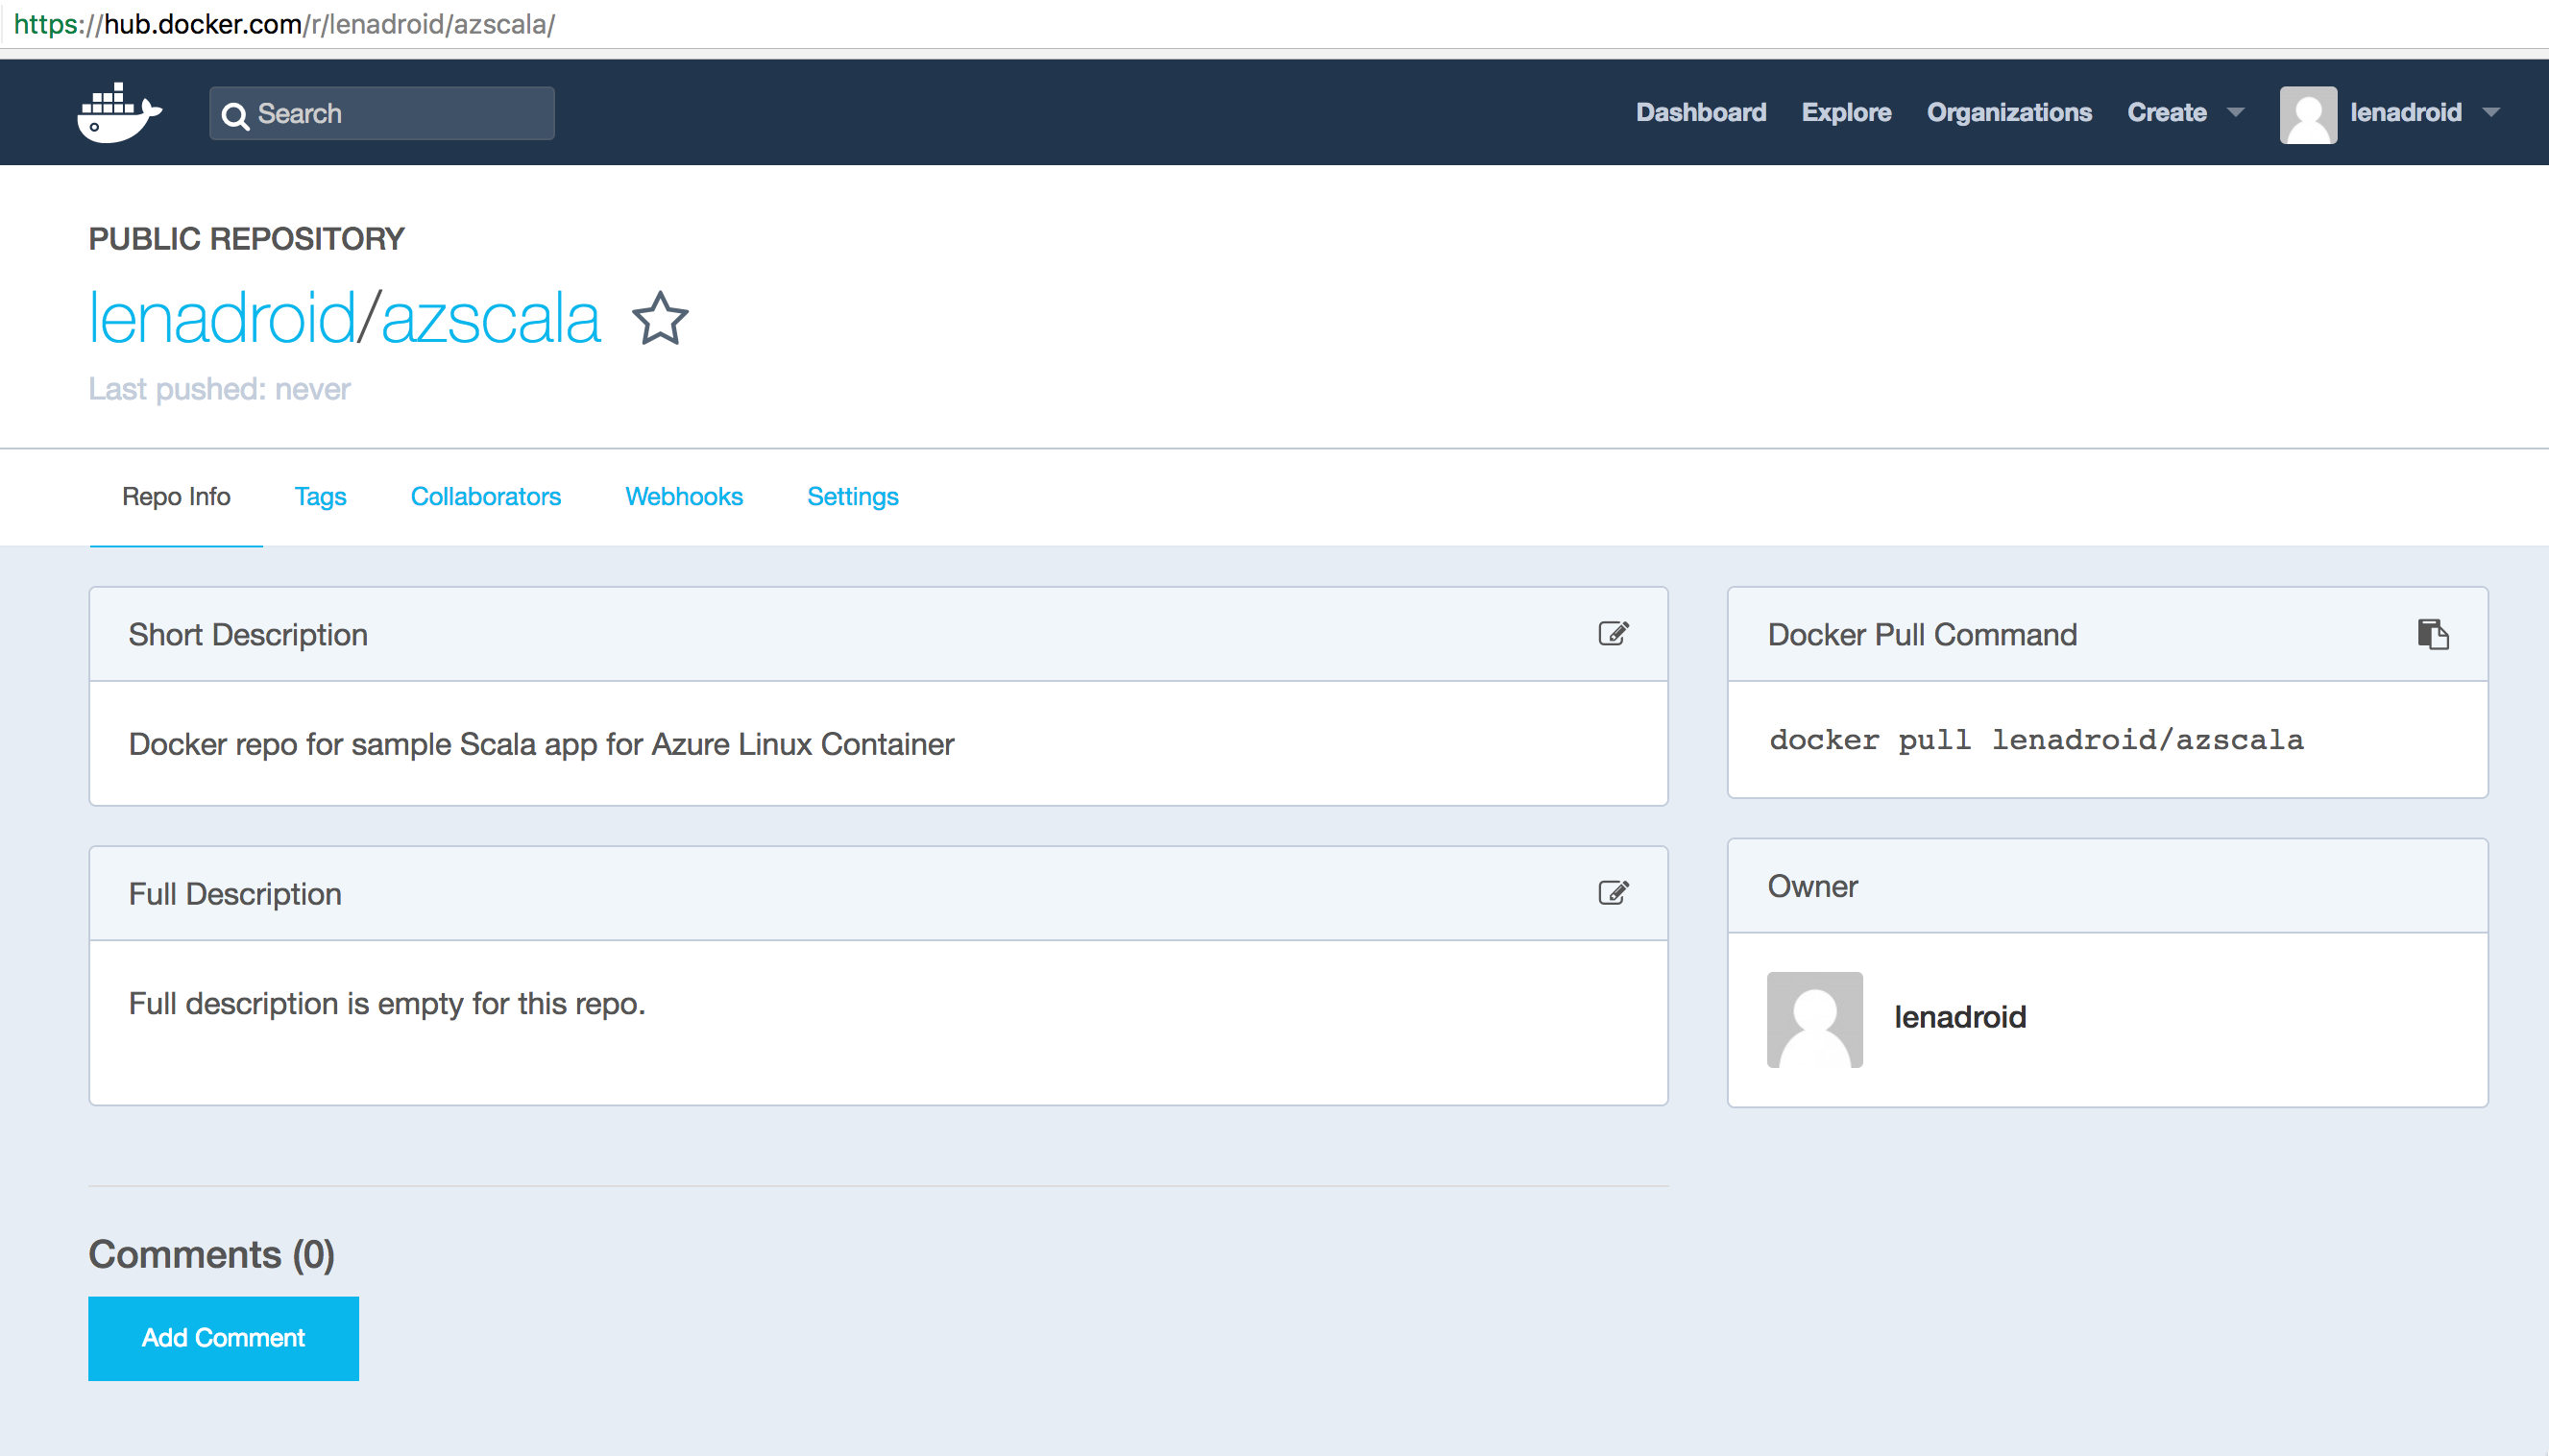 https://hub.docker.com/r/lenadroid/azscala/
Search
Dashboard Explore Organizations Create lenadroid
PUBLIC REPOSITORY
lenadroid/azscala
Last pushed: never
Repo Info Tags Collaborators Webhooks Settings
Short Description
Docker repo for sample Scala app for Azure Linux Container
Full Description
Full description is empty for this repo.
Docker Pull Command
docker pull lenadroid/azscala
Owner
lenadroid
Comments (0)
Add Comment